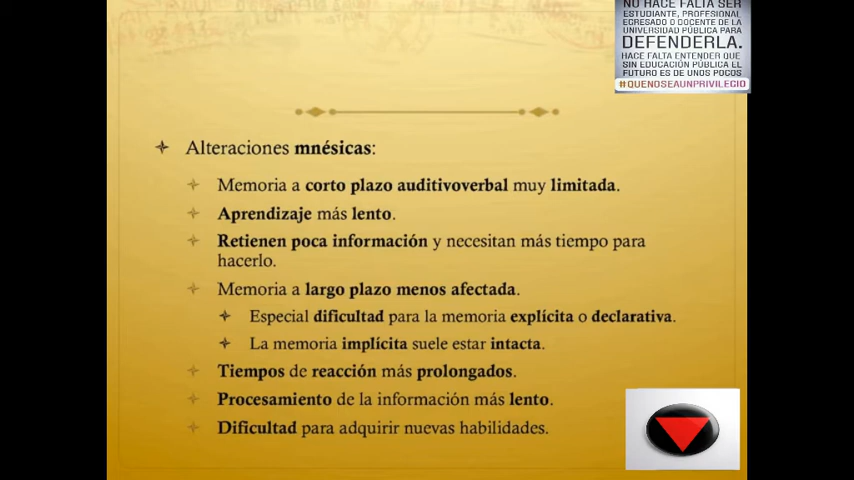 NO HACE FALTA SER
ESTUDIANTE, PROFESIONAL,
EGRESADO O DOCENTE DE LA
UNIVERSIDAD PÚBLICA PARA
DEFENDERLA.
HACE FALTA ENTENDER QUE
SIN EDUCACIÓN PÚBLICA EL
FUTURO ES DE UNOS POCOS
#QUENOSEAUNPRIVILEGIO
Alteraciones mnésicas:
Memoria a corto plazo auditivoverbal muy limitada.
Aprendizaje más lento.
Retienen poca información y necesitan más tiempo para
hacerlo.
Memoria a largo plazo menos afectada.
Especial dificultad para la memoria explícita o declarativa.
La memoria implícita suele estar intacta.
Tiempos de reacción más prolongados.
Procesamiento de la información más lento.
Dificultad para adquirir nuevas habilidades.